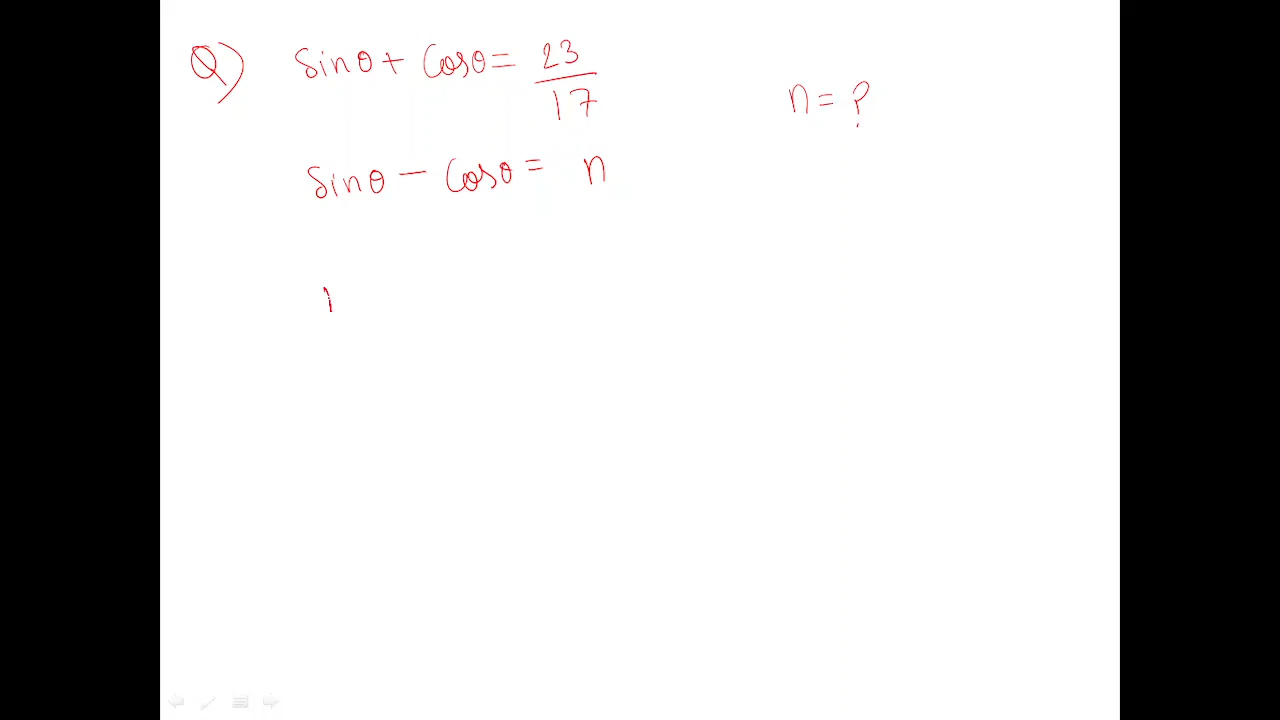 Q) sinθ + cosθ = 23/17
n = ?
sinθ - cosθ = n